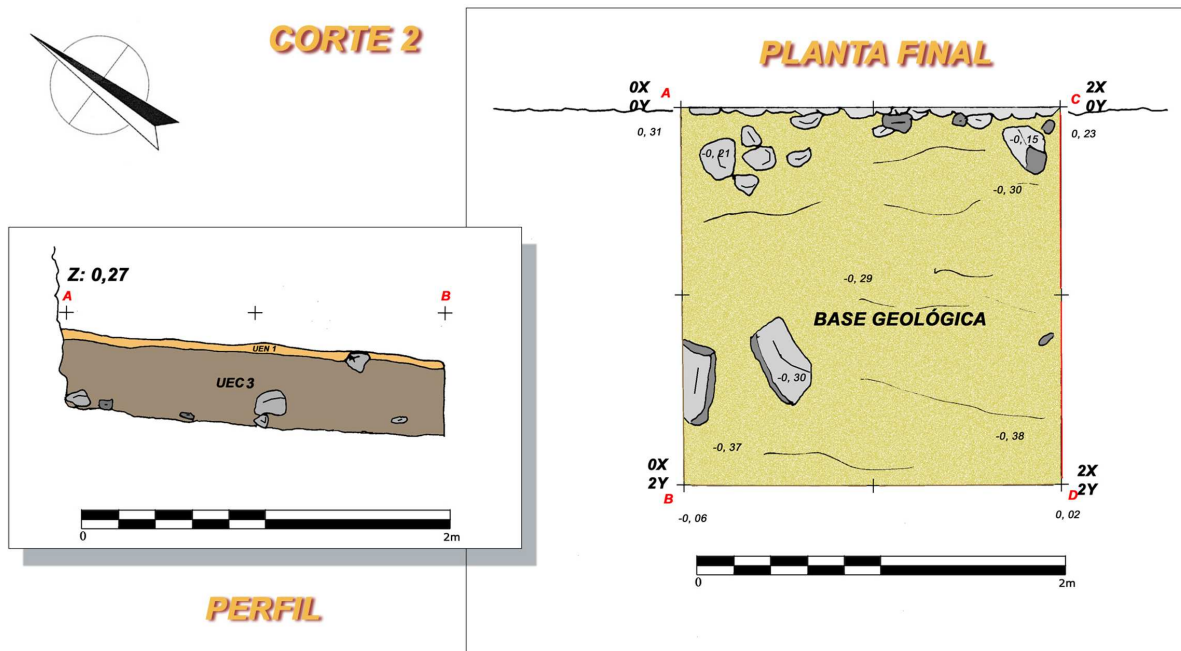 CORTE 2
PLANTA FINAL
0X
0Y
A
2X
0Y
C
0, 31
0, 23
-0, 21
-0, 15
-0, 30
-0, 29
BASE GEOLÓGICA
-0, 30
-0, 37
-0, 38
0X
2Y
B
2X
2Y
D
-0, 06
0, 02
0
2m
Z: 0,27
A
B
UEN 1
UEC 3
0
2m
PERFIL